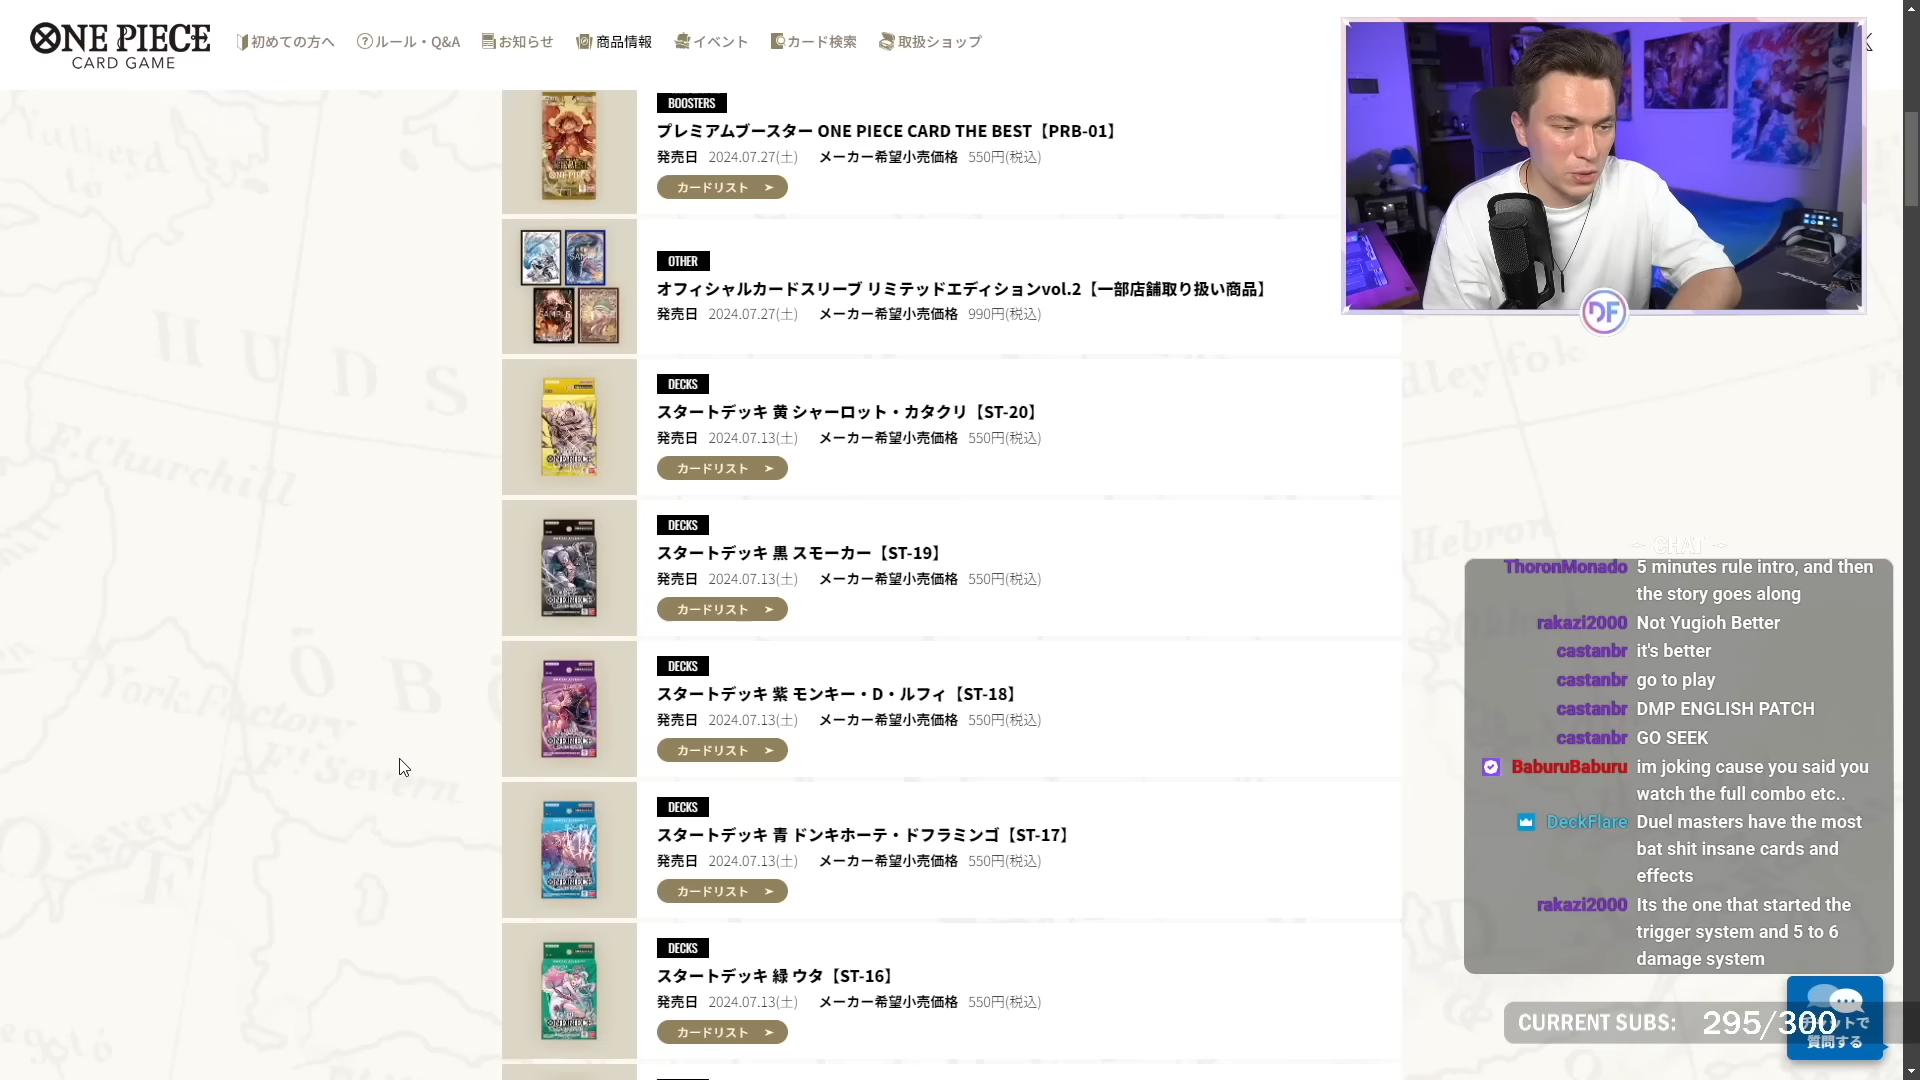 ONE PIECE
CARD GAME
初めての方へ
ルール・Q&A
お知らせ
商品情報
イベント
カード検索
取扱ショップ
BOOSTERS
プレミアムブースター ONE PIECE CARD THE BEST【PRB-01】
発売日 2024.07.27(土) メーカー希望小売価格 550円(税込)
カードリスト
OTHER
オフィシャルカードスリーブ リミテッドエディションvol.2【一部店舗取り扱い商品】
発売日 2024.07.27(土) メーカー希望小売価格 990円(税込)
DECKS
スタートデッキ 黄 シャーロット・カタクリ【ST-20】
発売日 2024.07.13(土) メーカー希望小売価格 550円(税込)
カードリスト
DECKS
スタートデッキ 黒 スモーカー【ST-19】
発売日 2024.07.13(土) メーカー希望小売価格 550円(税込)
カードリスト
DECKS
スタートデッキ 紫 モンキー・D・ルフィ【ST-18】
発売日 2024.07.13(土) メーカー希望小売価格 550円(税込)
カードリスト
DECKS
スタートデッキ 青 ドンキホーテ・ドフラミンゴ【ST-17】
発売日 2024.07.13(土) メーカー希望小売価格 550円(税込)
カードリスト
DECKS
スタートデッキ 緑 ウタ【ST-16】
発売日 2024.07.13(土) メーカー希望小売価格 550円(税込)
カードリスト
DF
~ CHAT ~
ThoronMonado 5 minutes rule intro, and then
the story goes along
rakazi2000 Not Yugioh Better
castanbr it's better
castanbr go to play
castanbr DMP ENGLISH PATCH
castanbr GO SEEK
BaburuBaburu im joking cause you said you
watch the full combo etc..
DeckFlare Duel masters have the most
bat shit insane cards and
effects
rakazi2000 Its the one that started the
trigger system and 5 to 6
damage system
CURRENT SUBS: 295/300
質問する
HUDS
E.Churchill
York Factory
F.t Severn
Hebron